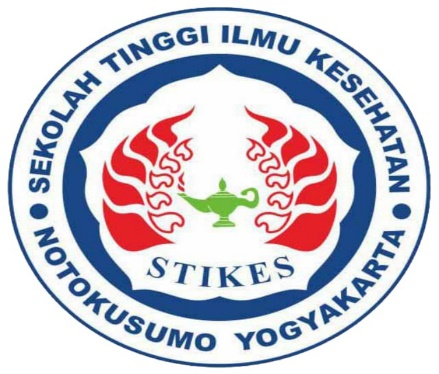 SEKOLAH TINGGI ILMU KESEHATAN
STIKES
NOTOKUSUMO YOGYAKARTA